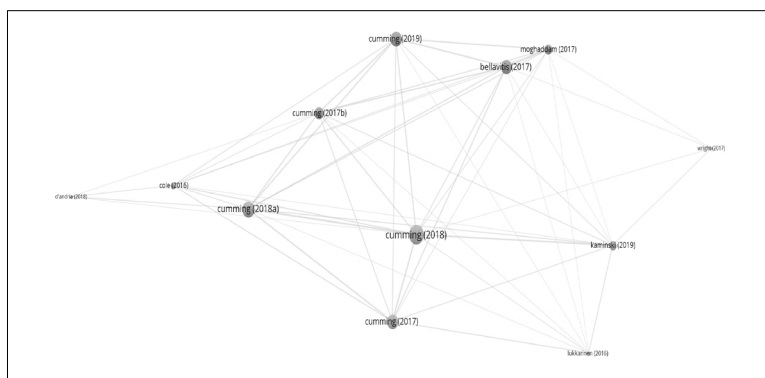 cumming (2019)
moghaddam (2017)
bellavitis (2017)
cumming (2017b)
wright (2017)
cole (2016)
d'andria (2018)
cumming (2018a)
cumming (2018)
kaminski (2019)
cumming (2017)
lukkarinen (2016)